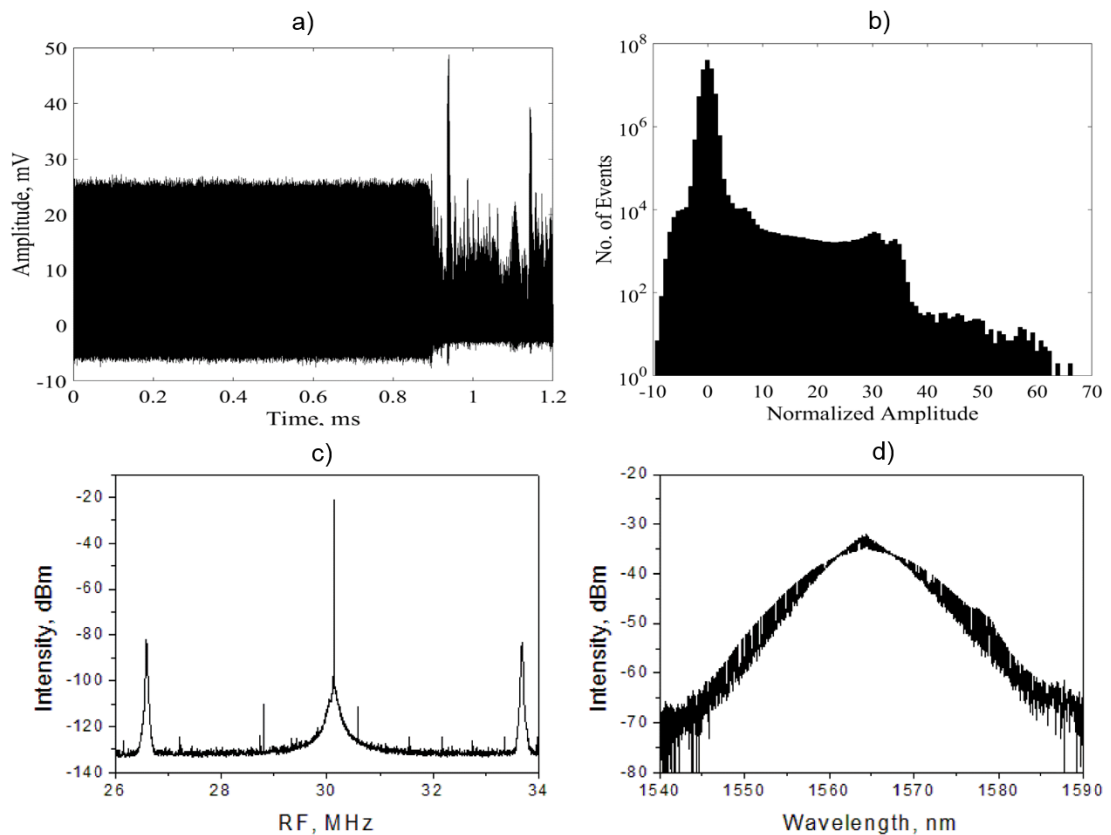 a)
50
40
30
20
10
0
-10
Amplitude, mV
0 0.2 0.4 0.6 0.8 1 1.2
Time, ms
b)
10^8
10^6
10^4
10^2
10^0
No. of Events
-10 0 10 20 30 40 50 60 70
Normalized Amplitude
c)
-20
-40
-60
-80
-100
-120
-140
Intensity, dBm
26 28 30 32 34
RF, MHz
d)
-20
-30
-40
-50
-60
-70
-80
Intensity, dBm
1540 1550 1560 1570 1580 1590
Wavelength, nm